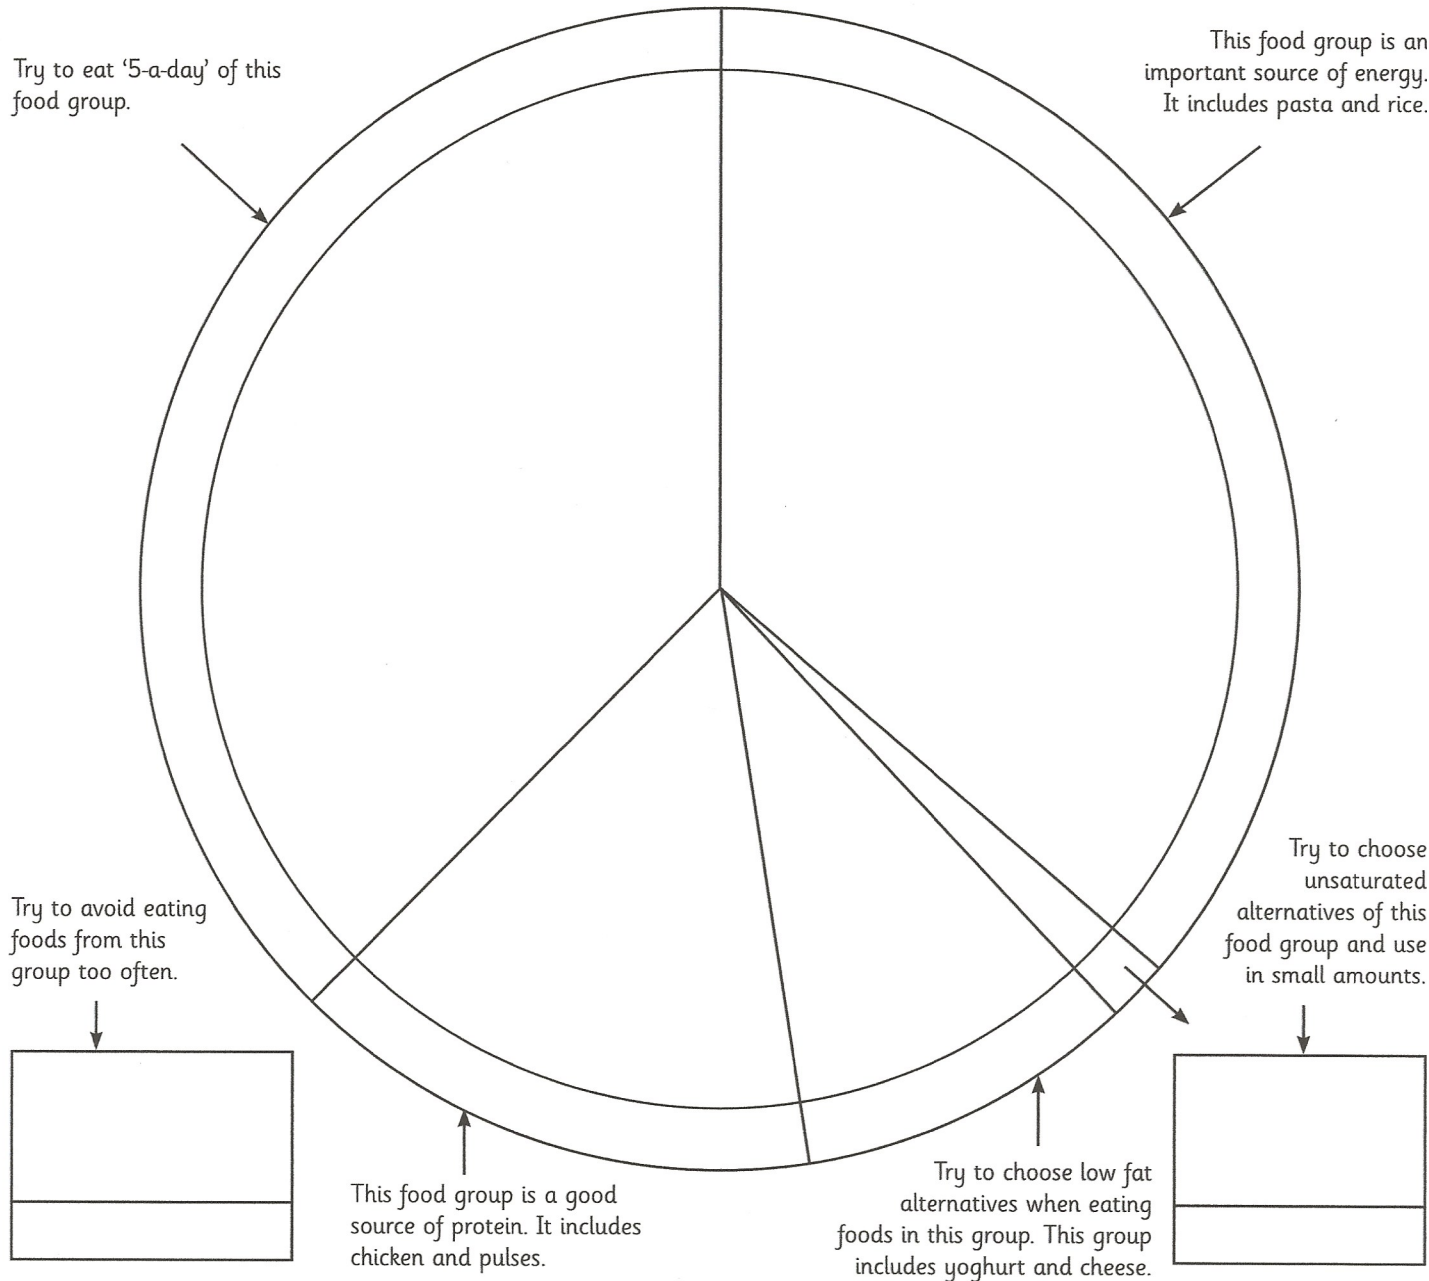 Try to eat ‘5-a-day’ of this
food group.
This food group is an
important source of energy.
It includes pasta and rice.
Try to choose
unsaturated
alternatives of this
food group and use
in small amounts.
Try to avoid eating
foods from this
group too often.
This food group is a good
source of protein. It includes
chicken and pulses.
Try to choose low fat
alternatives when eating
foods in this group. This group
includes yoghurt and cheese.